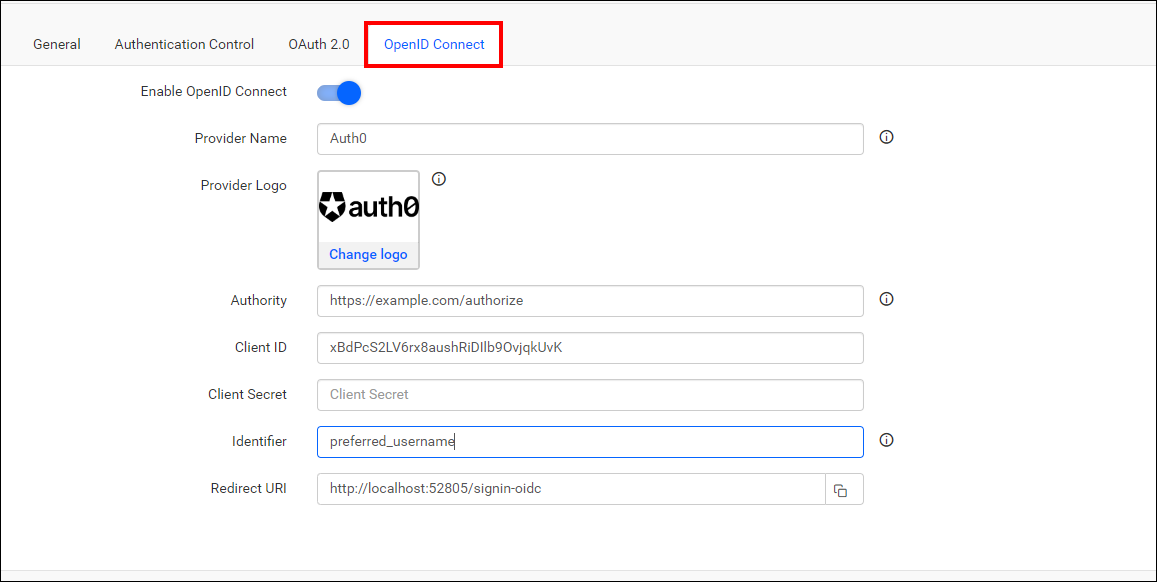 General Authentication Control OAuth 2.0 OpenID Connect
Enable OpenID Connect
Provider Name Auth0
Provider Logo
auth0
Change logo
Authority https://example.com/authorize
Client ID xBdPcS2LV6rx8aushRiDIlb9OvjqkUvK
Client Secret Client Secret
Identifier preferred_username
Redirect URI http://localhost:52805/signin-oidc